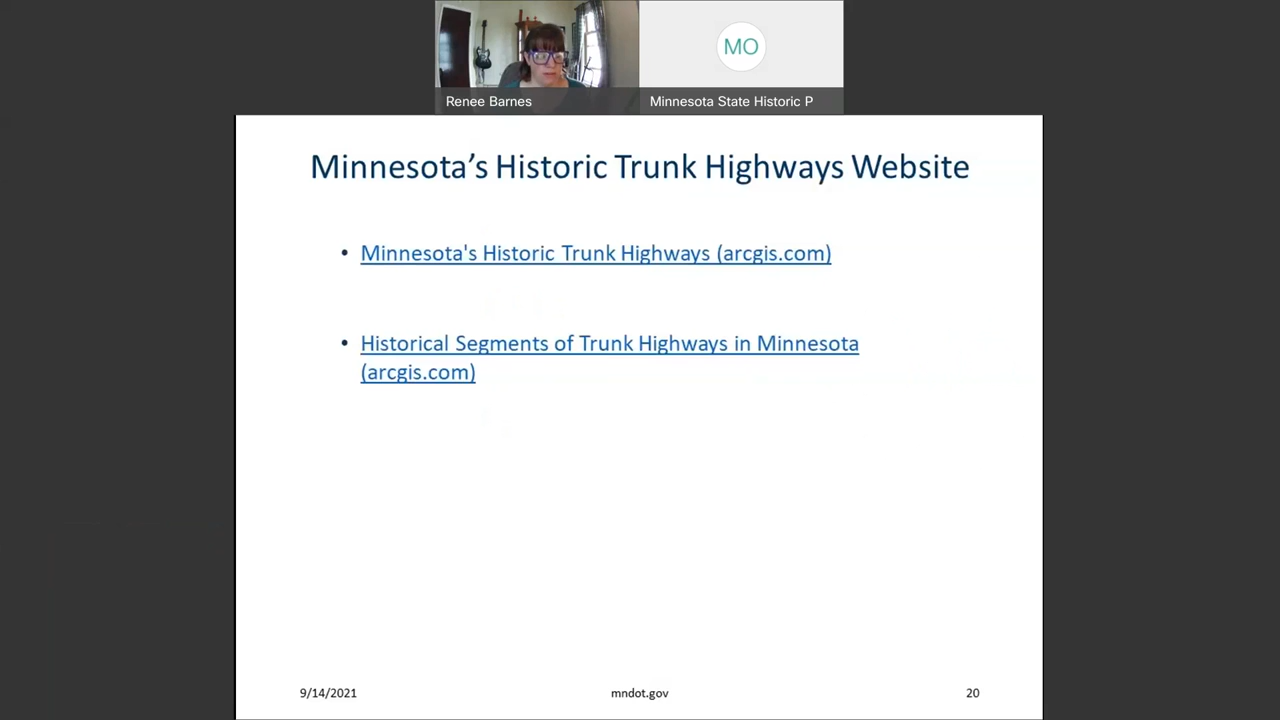 MO
Renee Barnes
Minnesota State Historic P
Minnesota's Historic Trunk Highways Website
• Minnesota's Historic Trunk Highways (arcgis.com)
• Historical Segments of Trunk Highways in Minnesota
(arcgis.com)
9/14/2021
mndot.gov
20